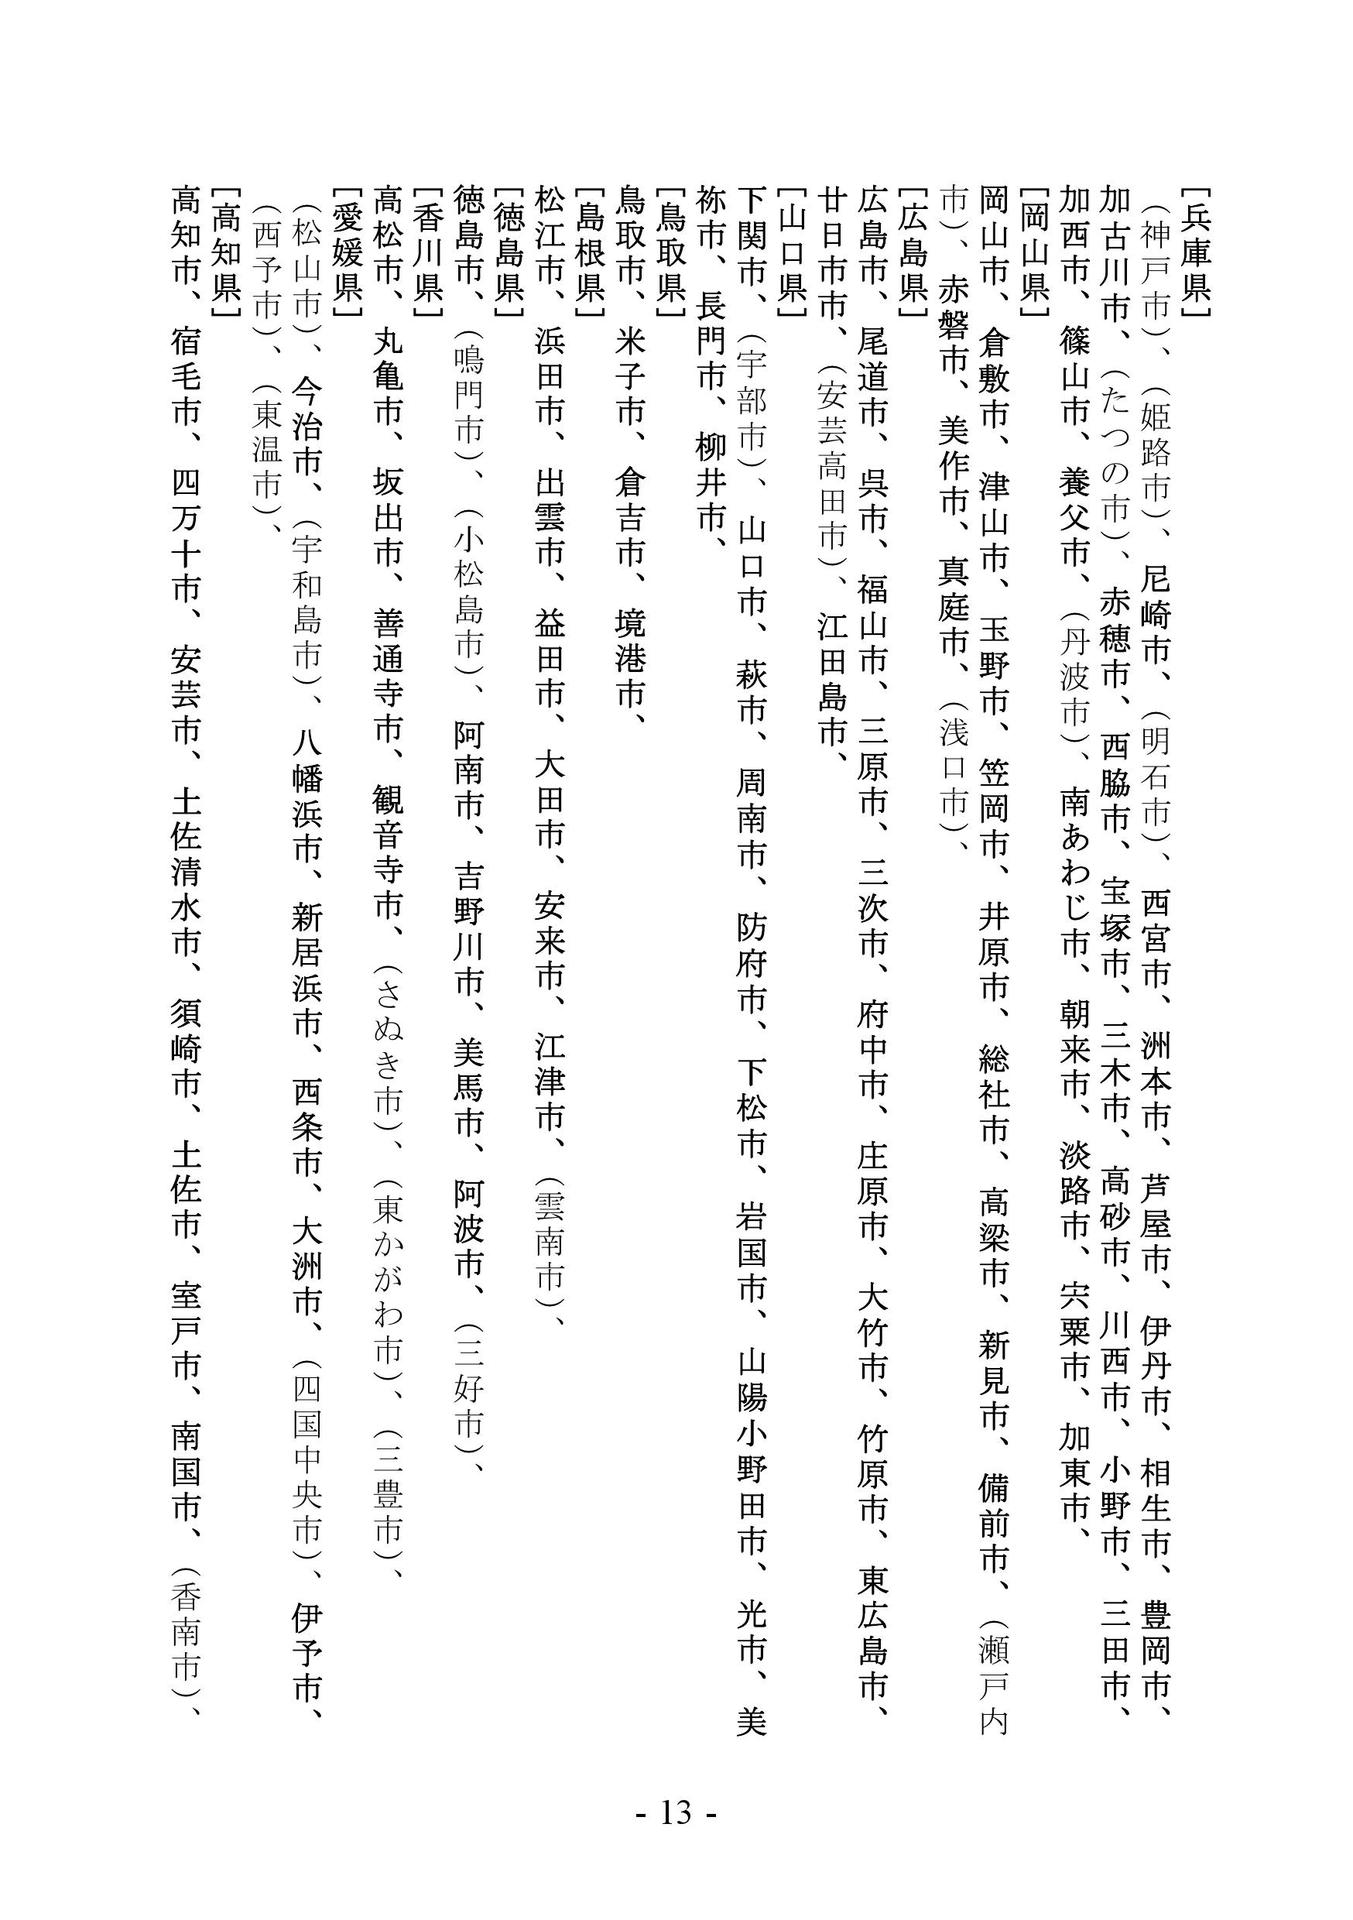 [兵庫県]
(神戸市)、(姫路市)、尼崎市、(明石市)、西宮市、洲本市、芦屋市、伊丹市、相生市、豊岡市、
加古川市、(たつの市)、赤穂市、西脇市、宝塚市、三木市、高砂市、川西市、小野市、三田市、
加西市、篠山市、養父市、(丹波市)、南あわじ市、朝来市、淡路市、宍粟市、加東市、
[岡山県]
岡山市、倉敷市、津山市、玉野市、笠岡市、井原市、総社市、高梁市、新見市、備前市、(瀬戸内
市)、赤磐市、美作市、真庭市、(浅口市)、
[広島県]
広島市、尾道市、呉市、福山市、三原市、三次市、府中市、庄原市、大竹市、竹原市、東広島市、
廿日市市、(安芸高田市)、江田島市、
[山口県]
下関市、(宇部市)、山口市、萩市、周南市、防府市、下松市、岩国市、山陽小野田市、光市、美
祢市、長門市、柳井市、
[鳥取県]
鳥取市、米子市、倉吉市、境港市、
[島根県]
松江市、浜田市、出雲市、益田市、大田市、安来市、江津市、(雲南市)、
[徳島県]
徳島市、(鳴門市)、(小松島市)、阿南市、吉野川市、美馬市、阿波市、(三好市)、
[香川県]
高松市、丸亀市、坂出市、善通寺市、観音寺市、(さぬき市)、(東かがわ市)、(三豊市)、
[愛媛県]
(松山市)、今治市、(宇和島市)、八幡浜市、新居浜市、西条市、大洲市、(四国中央市)、伊予市、
(西予市)、(東温市)、
[高知県]
高知市、宿毛市、四万十市、安芸市、土佐清水市、須崎市、土佐市、室戸市、南国市、(香南市)、
- 13 -